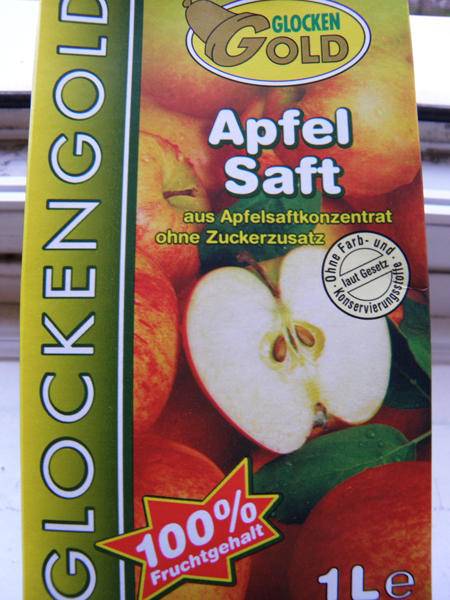 GLOCKENGOLD
GLOCKEN
GOLD
Apfel
Saft
aus Apfelsaftkonzentrat
ohne Zuckerzusatz
Ohne Farb- und
laut Gesetz
Konservierungsstoffe
100%
Fruchtgehalt
1L e